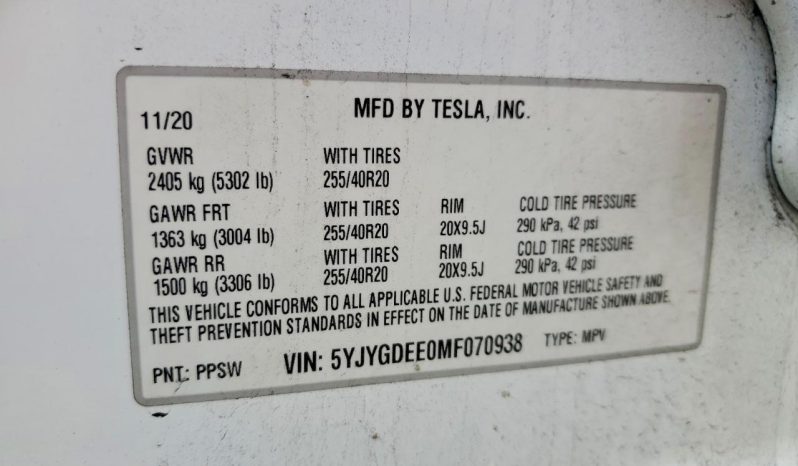 MFD BY TESLA, INC.
11/20
GVWR WITH TIRES
2405 kg (5302 lb) 255/40R20
GAWR FRT WITH TIRES RIM COLD TIRE PRESSURE
1363 kg (3004 lb) 255/40R20 20X9.5J 290 kPa, 42 psi
GAWR RR WITH TIRES RIM COLD TIRE PRESSURE
1500 kg (3306 lb) 255/40R20 20X9.5J 290 kPa, 42 psi
THIS VEHICLE CONFORMS TO ALL APPLICABLE U.S. FEDERAL MOTOR VEHICLE SAFETY AND
THEFT PREVENTION STANDARDS IN EFFECT ON THE DATE OF MANUFACTURE SHOWN ABOVE.
PNT: PPSW VIN: 5YJYGDEE0MF070938 TYPE: MPV